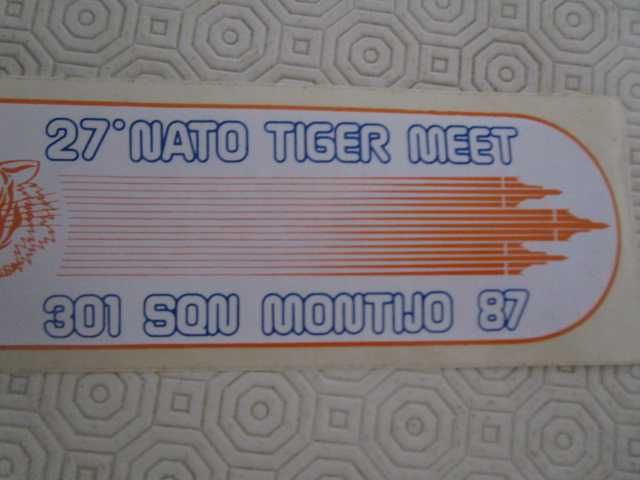 27° NATO TIGER MEET
301 SQN MONTIJO 87